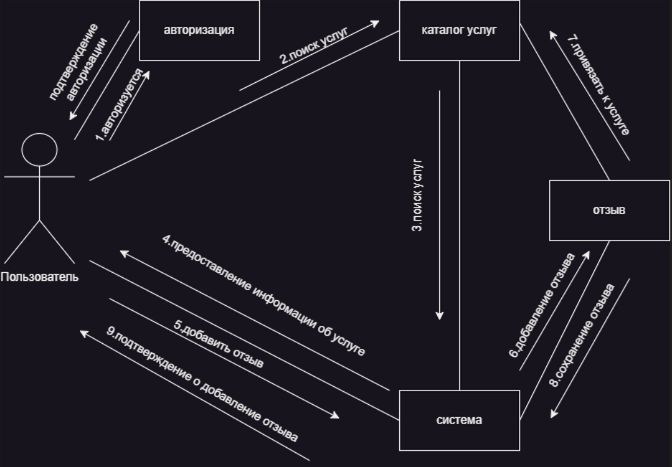 авторизация
каталог услуг
подтверждение
авторизации
1.авторизуется
2.поиск услуг
7.привязать к услуге
3.поиск услуг
отзыв
Пользователь
4.предоставление информации об услуге
5.добавить отзыв
9.подтверждение о добавление отзыва
6.добавление отзыва
8.сохранение отзыва
система